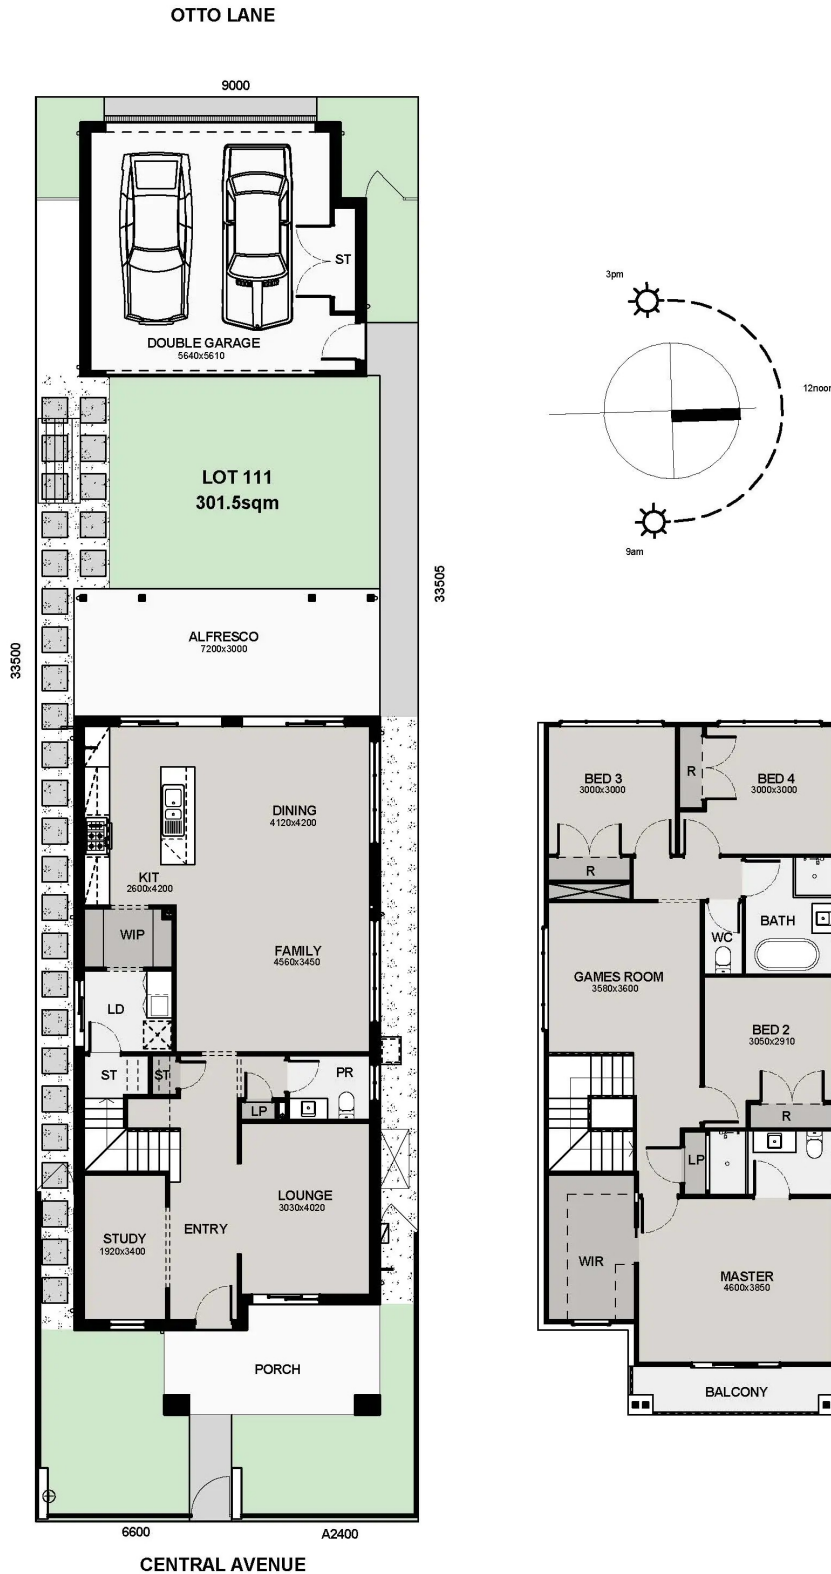 OTTO LANE
9000
ST
DOUBLE GARAGE
5640x5610
3pm
12noon
9am
LOT 111
301.5sqm
33505
33500
ALFRESCO
7200x3000
DINING
4120x4200
KIT
2600x4200
WIP
FAMILY
4560x3450
LD
ST
ST
PR
LP
LOUNGE
3030x4020
ENTRY
STUDY
1920x3400
PORCH
6600
A2400
CENTRAL AVENUE
BED 3
3000x3000
R
BED 4
3000x3000
R
WC
BATH
GAMES ROOM
3580x3600
BED 2
3050x2910
R
LP
WIR
MASTER
4600x3850
BALCONY